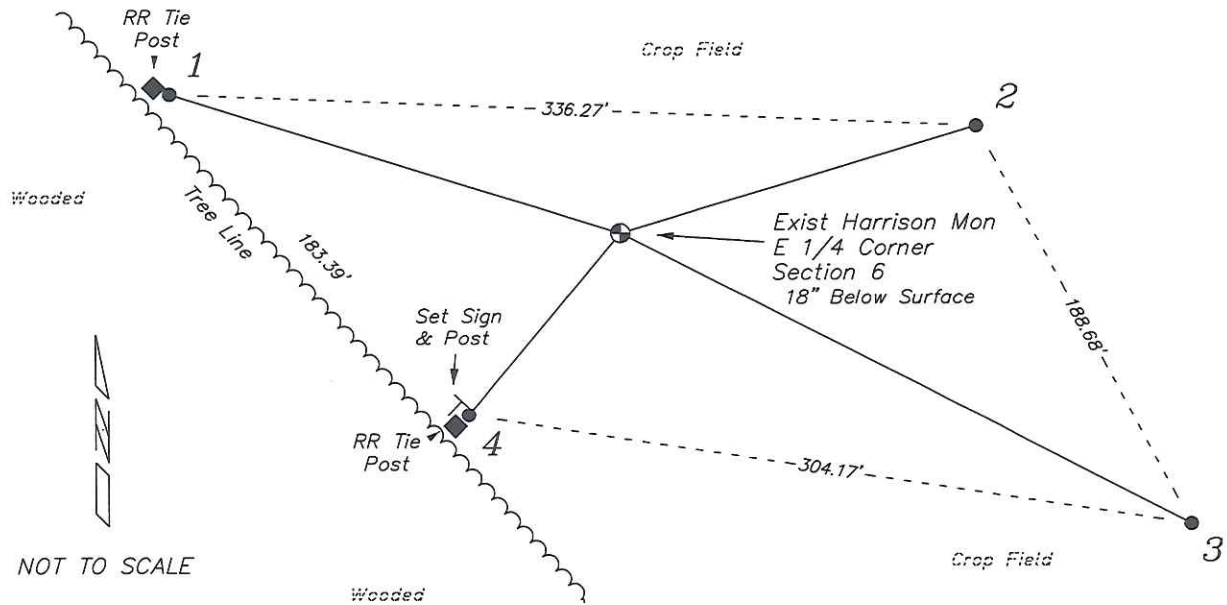 RR Tie
Post
1
Crop Field
2
336.27'
Wooded
Tree Line
183.39'
Exist Harrison Mon
E 1/4 Corner
Section 6
18" Below Surface
188.68'
Set Sign
& Post
N
RR Tie
Post
4
304.17'
3
NOT TO SCALE
Crop Field
Wooded